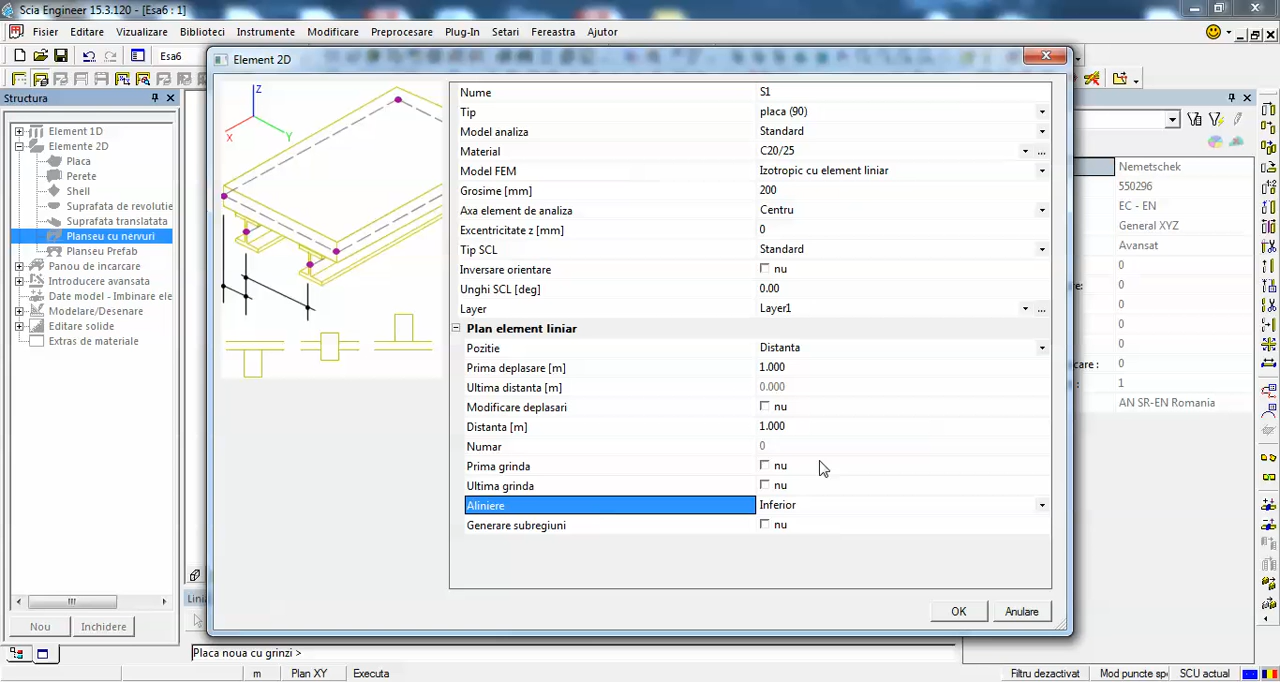 Scia Engineer 15.3.120 - [Esa6 : 1]
Fisier Editare Vizualizare Biblioteci Instrumente Modificare Preprocesare Plug-In Setari Fereastra Ajutor
Esa6
Structura
Element 1D
Elemente 2D
Placa
Perete
Shell
Suprafata de revolutie
Suprafata translatata
Planseu cu nervuri
Planseu Prefab
Panou de incarcare
Introducere avansata
Date model - Imbinare ele
Modelare/Desenare
Editare solide
Extras de materiale
Nou Inchidere
Element 2D
Z
X
Y
Nume S1
Tip placa (90)
Model analiza Standard
Material C20/25
Model FEM Izotropic cu element liniar
Grosime [mm] 200
Axa element de analiza Centru
Excentricitate z [mm] 0
Tip SCL Standard
Inversare orientare nu
Unghi SCL [deg] 0.00
Layer Layer1
Plan element liniar
Pozitie Distanta
Prima deplasare [m] 1.000
Ultima distanta [m] 0.000
Modificare deplasari nu
Distanta [m] 1.000
Numar 0
Prima grinda nu
Ultima grinda nu
Aliniere Inferior
Generare subregiuni nu
OK Anulare
Nemetschek
550296
EC - EN
General XYZ
Avansat
0
0
0
0
0
care : 0
1
AN SR-EN Romania
Placa noua cu grinzi >
m Plan XY Executa Filtru dezactivat Mod puncte sp SCU actual